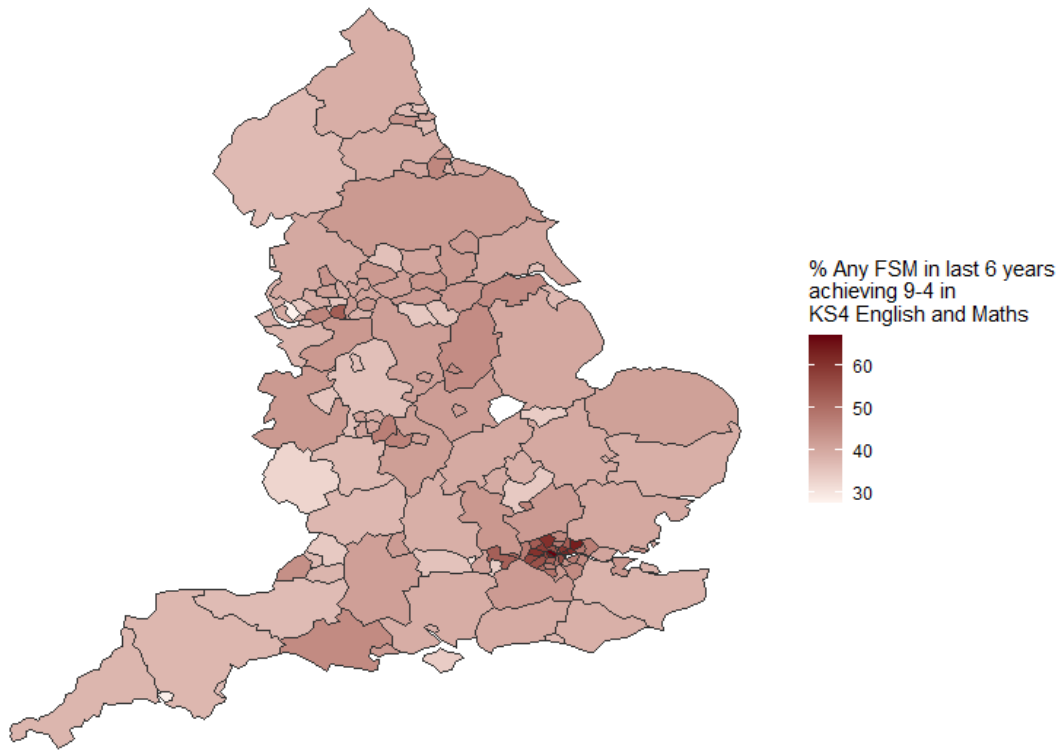 % Any FSM in last 6 years
achieving 9-4 in
KS4 English and Maths
60
50
40
30